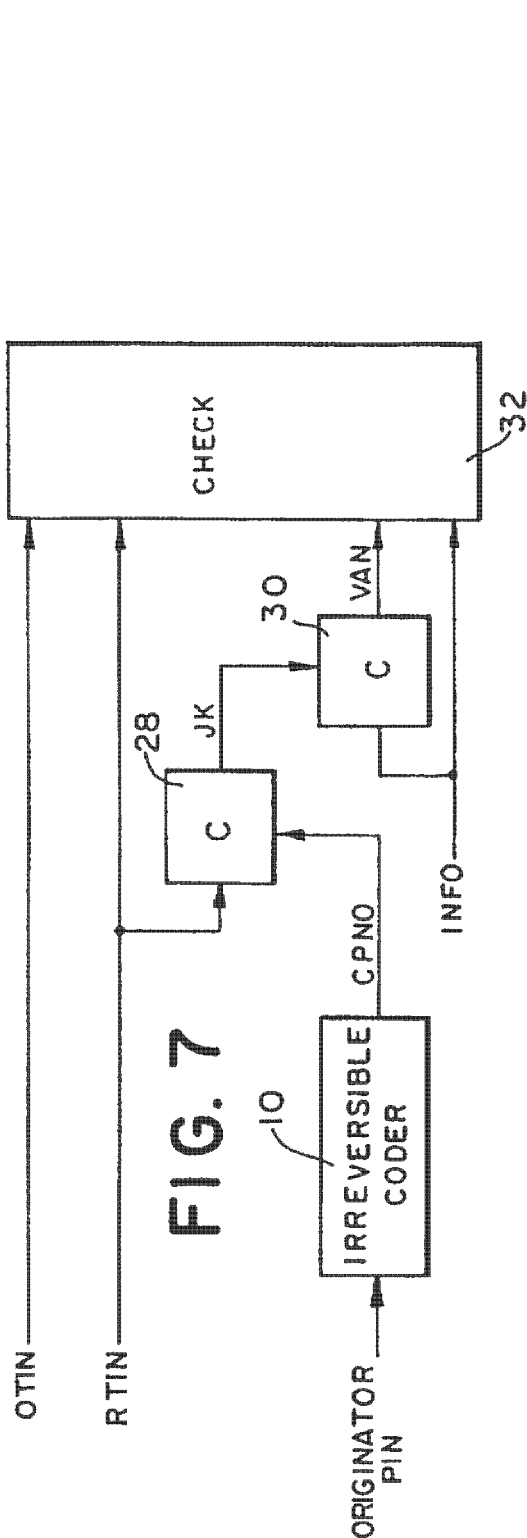 OTIN
RTIN
CHECK
32
28
C
JK
30
C
VAN
FIG. 7
10
IRREVERSIBLE
CODER
CPNO
INFO
ORIGINATOR
PIN